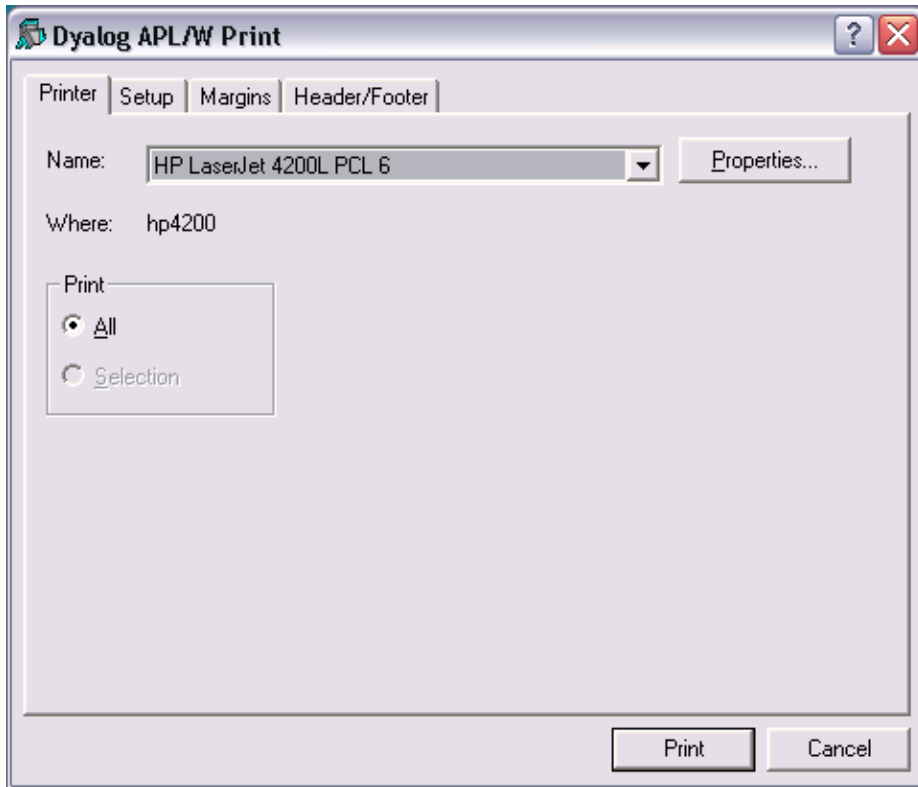 Dyalog APL/W Print
?
Printer Setup Margins Header/Footer
Name: HP LaserJet 4200L PCL 6 Properties...
Where: hp4200
Print
All
Selection
Print Cancel